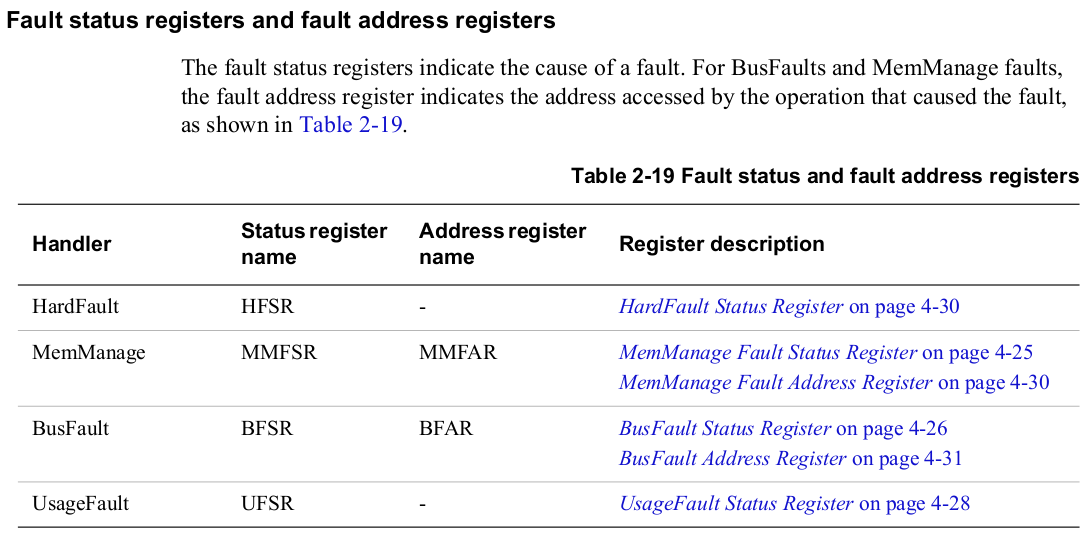 Fault status registers and fault address registers
The fault status registers indicate the cause of a fault. For BusFaults and MemManage faults,
the fault address register indicates the address accessed by the operation that caused the fault,
as shown in Table 2-19.
Table 2-19 Fault status and fault address registers
Handler Status register name Address register name Register description
HardFault HFSR - HardFault Status Register on page 4-30
MemManage MMFSR MMFAR MemManage Fault Status Register on page 4-25
MemManage Fault Address Register on page 4-30
BusFault BFSR BFAR BusFault Status Register on page 4-26
BusFault Address Register on page 4-31
UsageFault UFSR - UsageFault Status Register on page 4-28